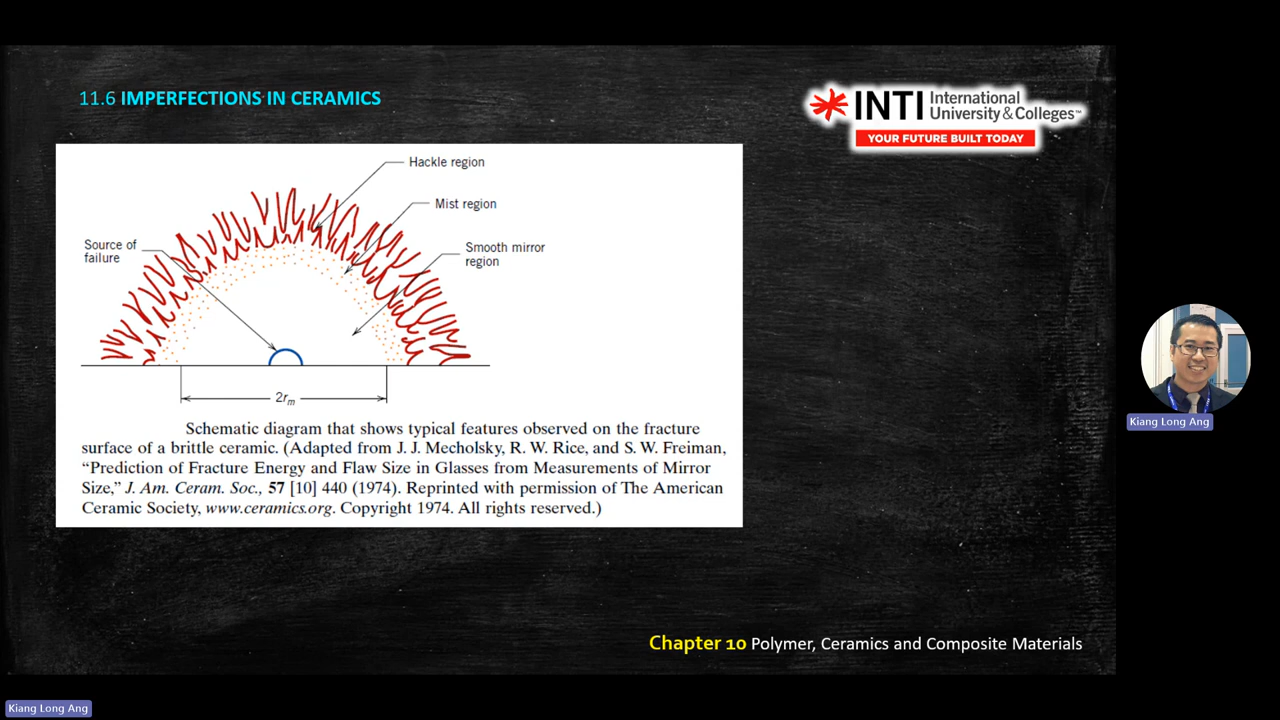 11.6 IMPERFECTIONS IN CERAMICS
INTI International
University & Colleges™
YOUR FUTURE BUILT TODAY
Hackle region
Mist region
Source of
failure
Smooth mirror
region
2rm
Schematic diagram that shows typical features observed on the fracture
surface of a brittle ceramic. (Adapted from J. J. Mecholsky, R. W. Rice, and S. W. Freiman,
“Prediction of Fracture Energy and Flaw Size in Glasses from Measurements of Mirror
Size,” J. Am. Ceram. Soc., 57 [10] 440 (1974). Reprinted with permission of The American
Ceramic Society, www.ceramics.org. Copyright 1974. All rights reserved.)
Kiang Long Ang
Chapter 10 Polymer, Ceramics and Composite Materials
Kiang Long Ang